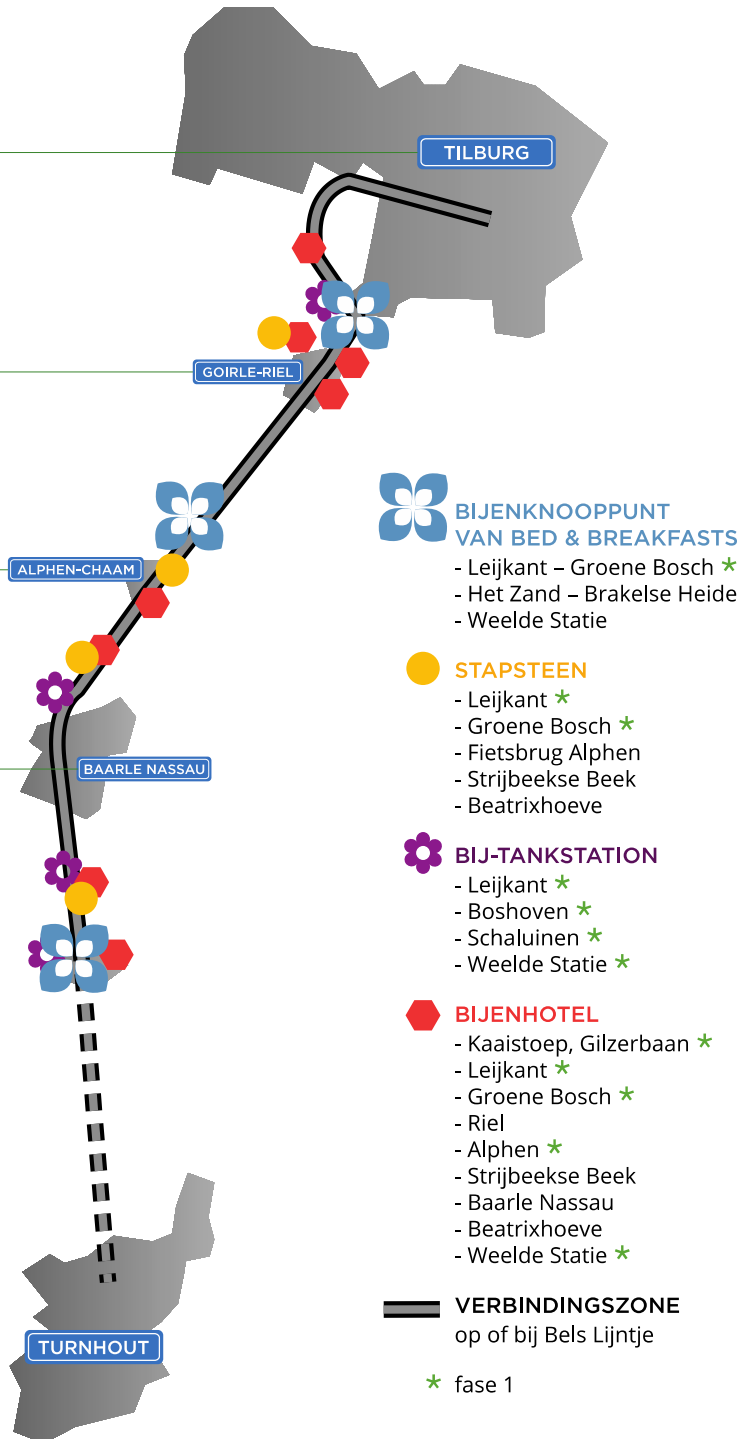 TILBURG
GOIRLE-RIEL
ALPHEN-CHAAM
BAARLE NASSAU
TURNHOUT
BIJENKNOOPPUNT
VAN BED & BREAKFASTS
- Leijkant – Groene Bosch *
- Het Zand – Brakelse Heide
- Weelde Statie
STAPSTEEN
- Leijkant *
- Groene Bosch *
- Fietsbrug Alphen
- Strijbeekse Beek
- Beatrixhoeve
BIJ-TANKSTATION
- Leijkant *
- Boshoven *
- Schaluinen *
- Weelde Statie *
BIJENHOTEL
- Kaaistoep, Gilzerbaan *
- Leijkant *
- Groene Bosch *
- Riel
- Alphen *
- Strijbeekse Beek
- Baarle Nassau
- Beatrixhoeve
- Weelde Statie *
VERBINDINGSZONE
op of bij Bels Lijntje
* fase 1